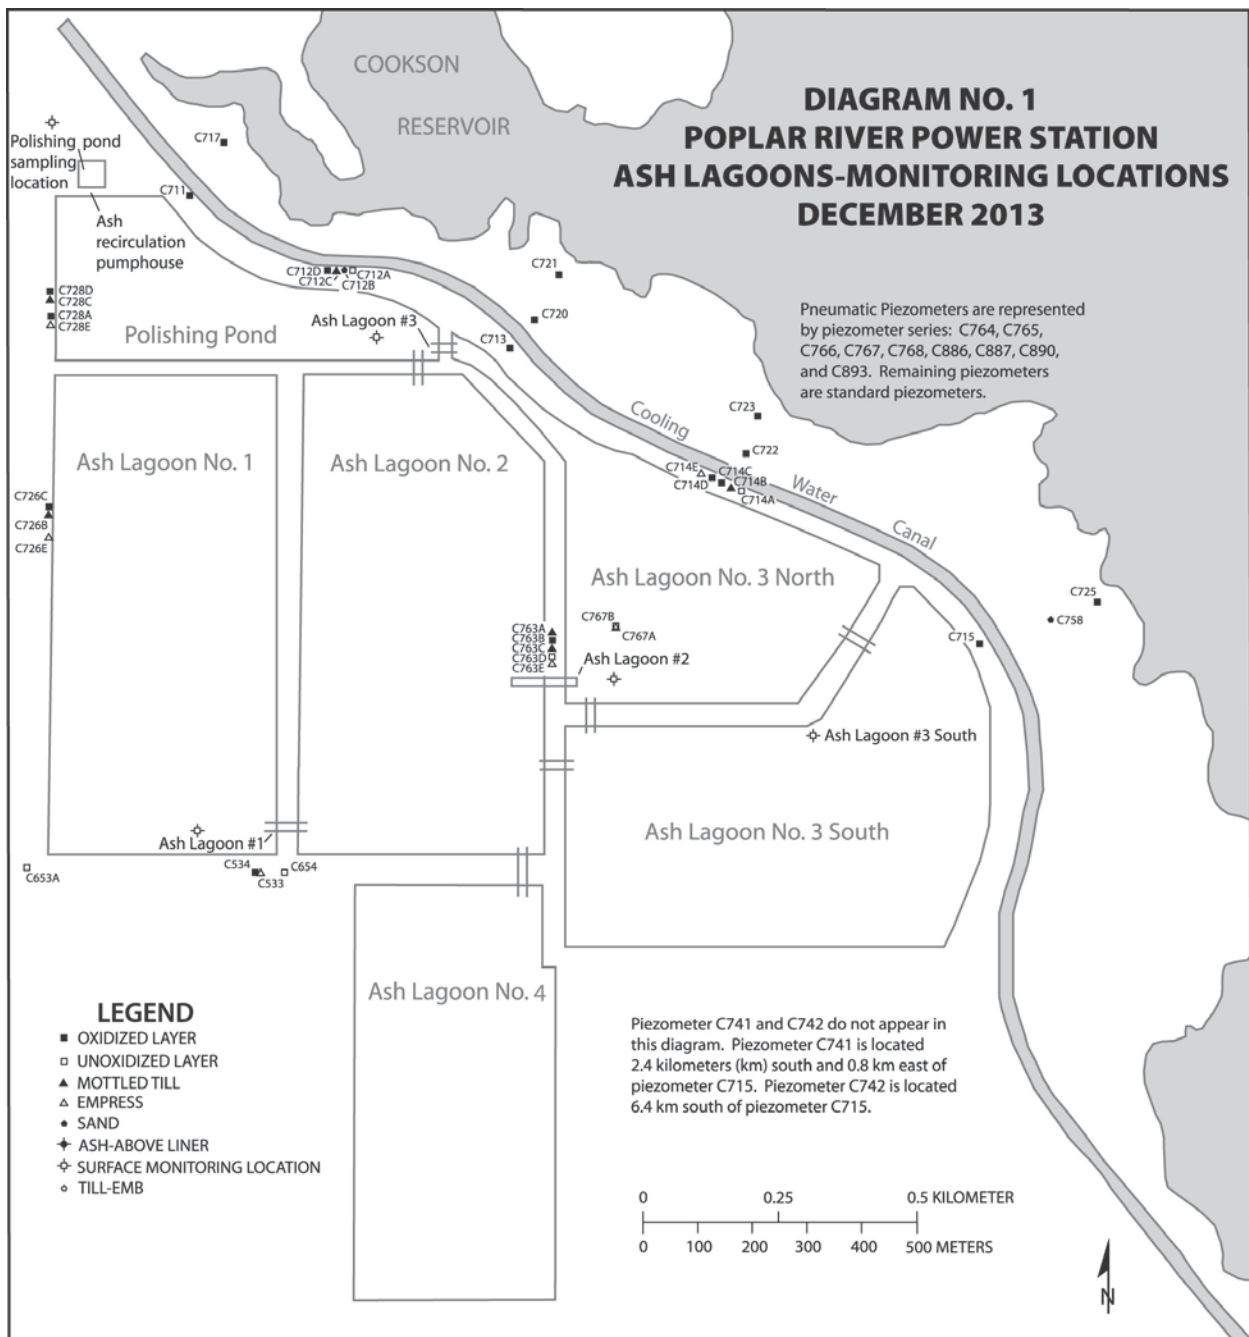 COOKSON
RESERVOIR
DIAGRAM NO. 1
POPLAR RIVER POWER STATION
ASH LAGOONS-MONITORING LOCATIONS
DECEMBER 2013
Polishing pond
sampling
location
C717
C711
Ash
recirculation
pumphouse
C712D
C712A
C712C
C712B
C721
C728D
C728C
C728A
C728E
Polishing Pond
Ash Lagoon #3
C720
C713
Pneumatic Piezometers are represented
by piezometer series: C764, C765,
C766, C767, C768, C886, C887, C890,
and C893. Remaining piezometers
are standard piezometers.
C723
Cooling
C722
Ash Lagoon No. 1
Ash Lagoon No. 2
C714E
C714C
C714D
C714B
C714A
Water
Canal
C726C
C726B
C726E
Ash Lagoon No. 3 North
C725
C758
C715
C767B
C767A
C763A
C763B
C763C
C763D
C763E
Ash Lagoon #2
Ash Lagoon #3 South
Ash Lagoon No. 3 South
Ash Lagoon #1
C653A
C534
C533
C654
Ash Lagoon No. 4
LEGEND
OXIDIZED LAYER
UNOXIDIZED LAYER
MOTTLED TILL
EMPRESS
SAND
ASH-ABOVE LINER
SURFACE MONITORING LOCATION
TILL-EMB
Piezometer C741 and C742 do not appear in
this diagram. Piezometer C741 is located
2.4 kilometers (km) south and 0.8 km east of
piezometer C715. Piezometer C742 is located
6.4 km south of piezometer C715.
0 0.25 0.5 KILOMETER
0 100 200 300 400 500 METERS
N